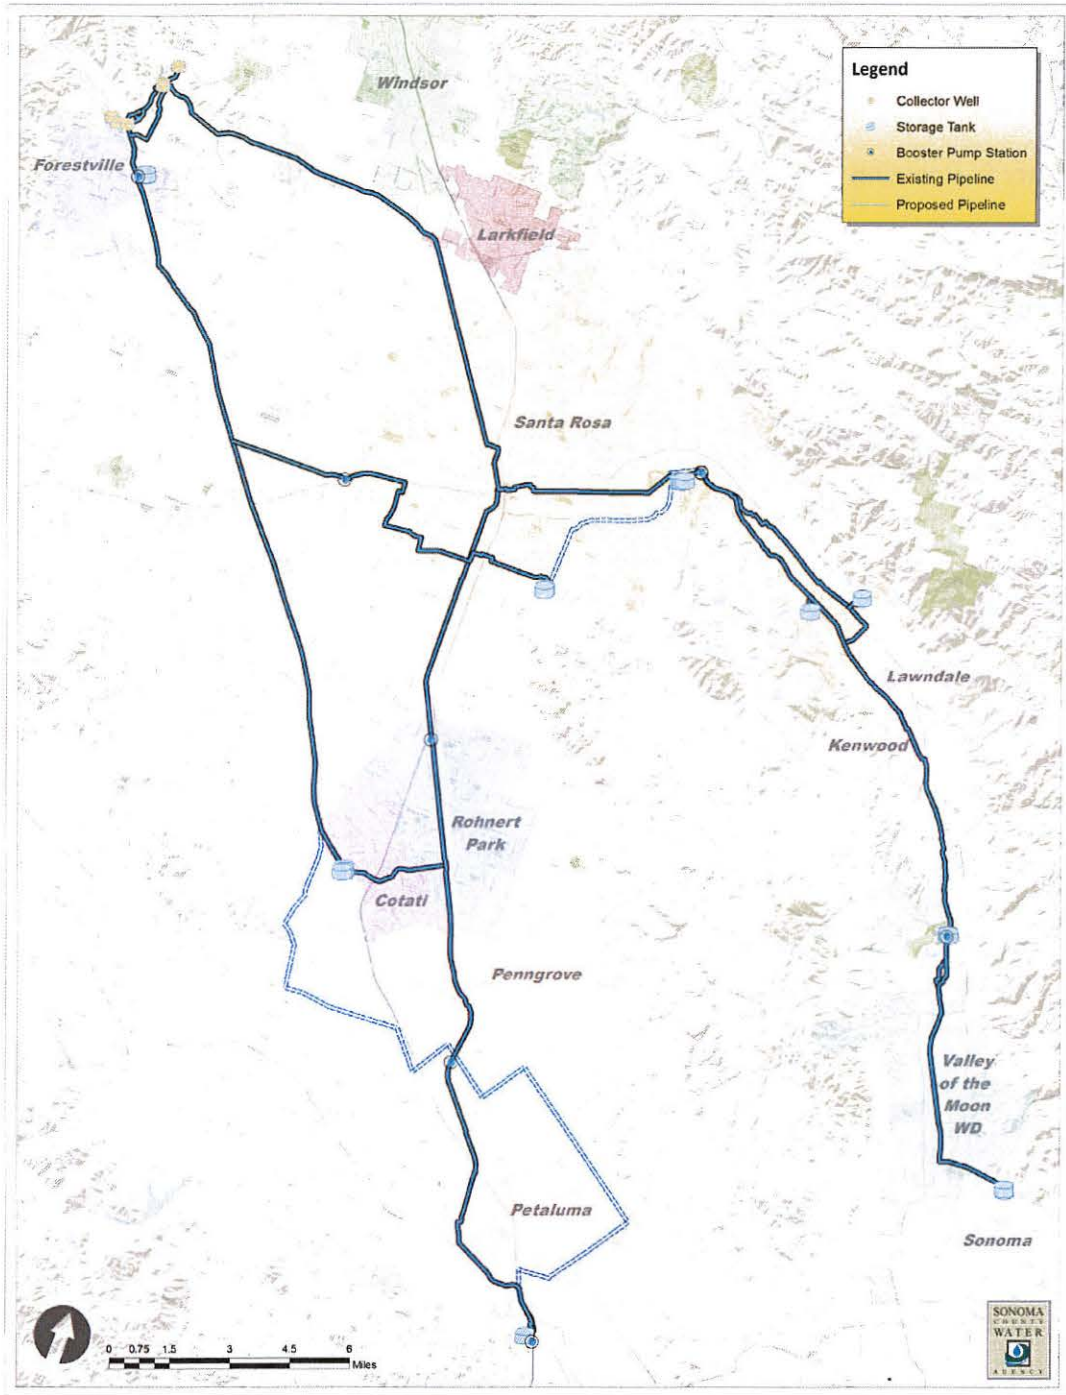 Windsor
Legend
Collector Well
Storage Tank
Booster Pump Station
Existing Pipeline
Proposed Pipeline
Forestville
Larkfield
Santa Rosa
Lawndale
Kenwood
Rohnert
Park
Cotati
Penngrove
Valley
of the
Moon
WD
Petaluma
Sonoma
0 0.75 1.5 3 4.5 6
Miles
SONOMA
COUNTY
WATER
AGENCY